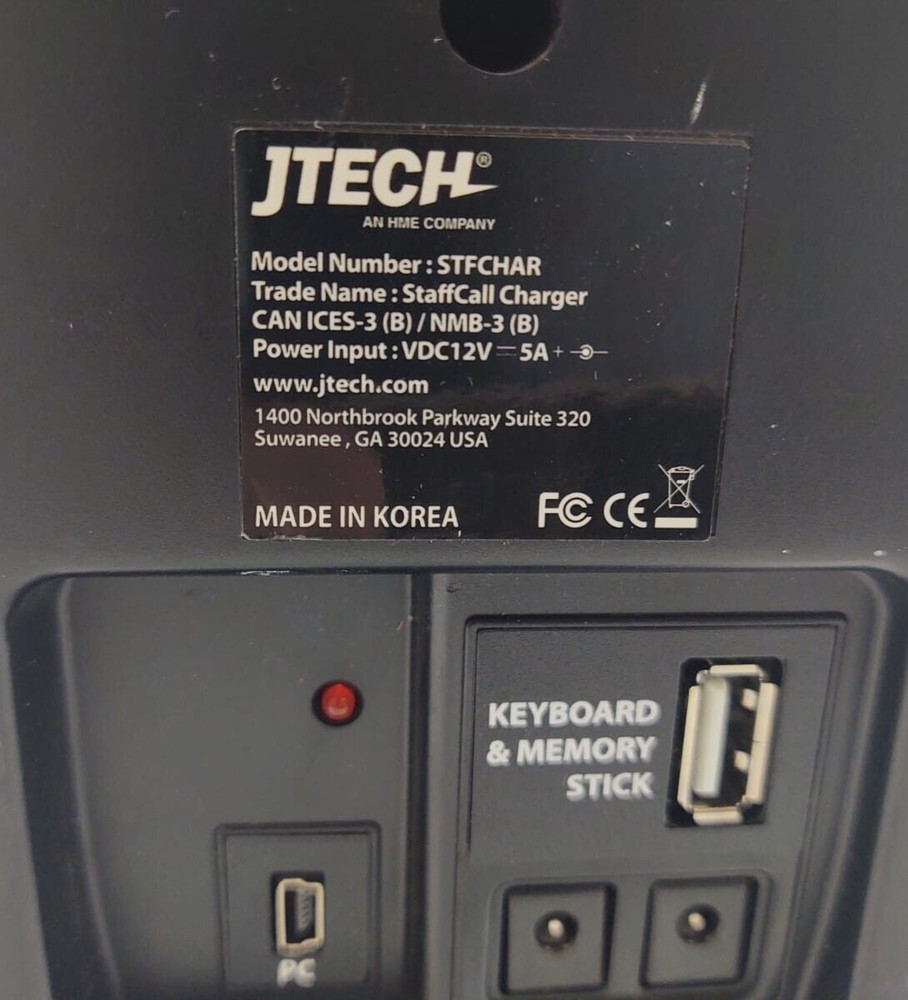 JTECH®
AN HME COMPANY
Model Number : STFCHAR
Trade Name : StaffCall Charger
CAN ICES-3 (B) / NMB-3 (B)
Power Input : VDC12V ⎓ 5A +
www.jtech.com
1400 Northbrook Parkway Suite 320
Suwanee , GA 30024 USA
MADE IN KOREA
FC CE
KEYBOARD
& MEMORY
STICK
PC